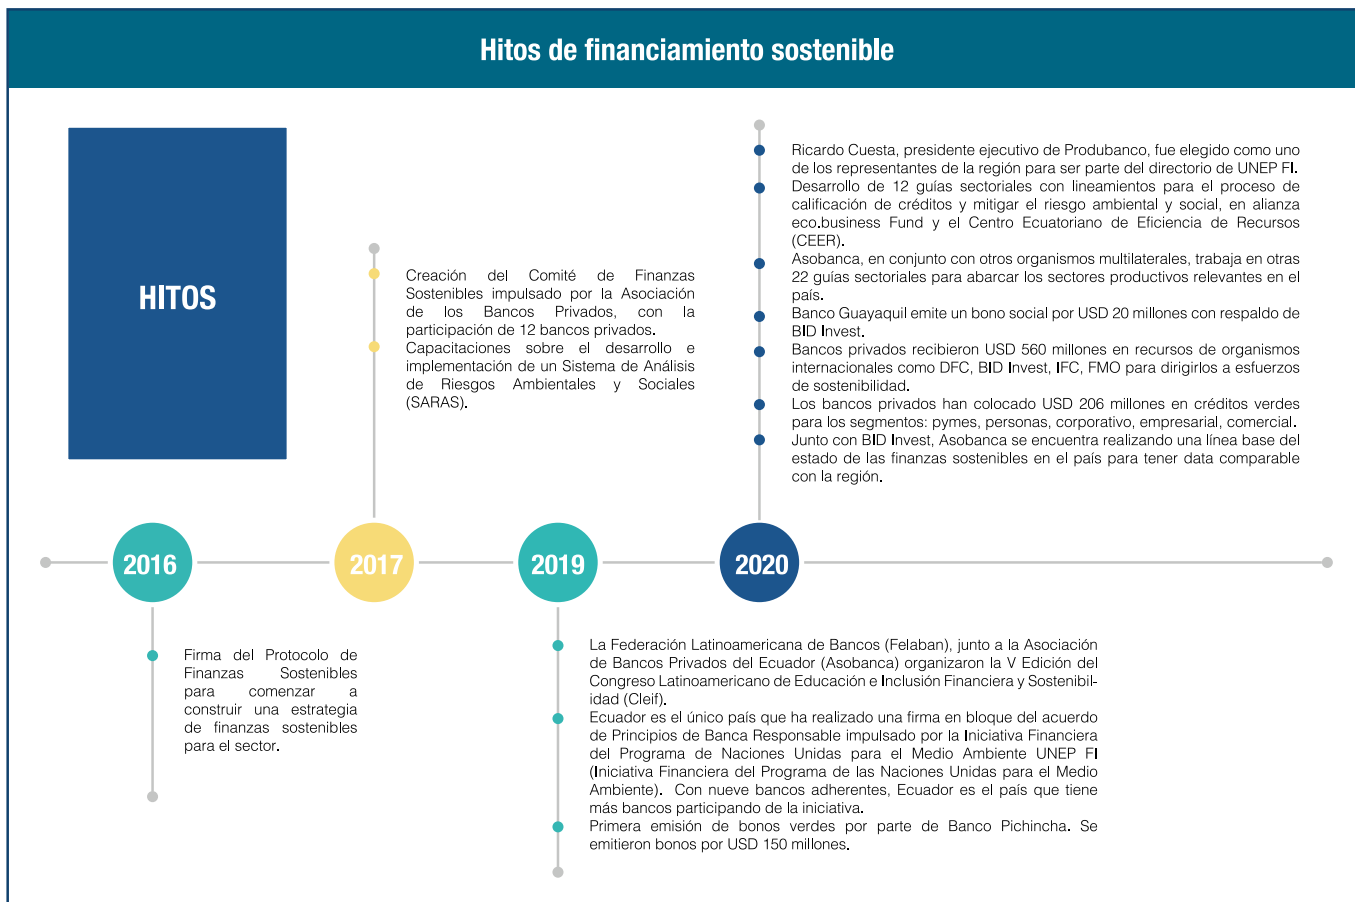 Hitos de financiamiento sostenible
HITOS
2016
Firma del Protocolo de
Finanzas Sostenibles
para comenzar a
construir una estrategia
de finanzas sostenibles
para el sector.
2017
Creación del Comité de Finanzas
Sostenibles impulsado por la Asociación
de los Bancos Privados, con la
participación de 12 bancos privados.
Capacitaciones sobre el desarrollo e
implementación de un Sistema de Análisis
de Riesgos Ambientales y Sociales
(SARAS).
2019
La Federación Latinoamericana de Bancos (Felaban), junto a la Asociación
de Bancos Privados del Ecuador (Asobanca) organizaron la V Edición del
Congreso Latinoamericano de Educación e Inclusión Financiera y Sostenibil-
idad (Cleif).
Ecuador es el único país que ha realizado una firma en bloque del acuerdo
de Principios de Banca Responsable impulsado por la Iniciativa Financiera
del Programa de Naciones Unidas para el Medio Ambiente UNEP FI
(Iniciativa Financiera del Programa de las Naciones Unidas para el Medio
Ambiente). Con nueve bancos adherentes, Ecuador es el país que tiene
más bancos participando de la iniciativa.
Primera emisión de bonos verdes por parte de Banco Pichincha. Se
emitieron bonos por USD 150 millones.
2020
Ricardo Cuesta, presidente ejecutivo de Produbanco, fue elegido como uno
de los representantes de la región para ser parte del directorio de UNEP FI.
Desarrollo de 12 guías sectoriales con lineamientos para el proceso de
calificación de créditos y mitigar el riesgo ambiental y social, en alianza
eco.business Fund y el Centro Ecuatoriano de Eficiencia de Recursos
(CEER).
Asobanca, en conjunto con otros organismos multilaterales, trabaja en otras
22 guías sectoriales para abarcar los sectores productivos relevantes en el
país.
Banco Guayaquil emite un bono social por USD 20 millones con respaldo de
BID Invest.
Bancos privados recibieron USD 560 millones en recursos de organismos
internacionales como DFC, BID Invest, IFC, FMO para dirigirlos a esfuerzos
de sostenibilidad.
Los bancos privados han colocado USD 206 millones en créditos verdes
para los segmentos: pymes, personas, corporativo, empresarial, comercial.
Junto con BID Invest, Asobanca se encuentra realizando una línea base del
estado de las finanzas sostenibles en el país para tener data comparable
con la región.